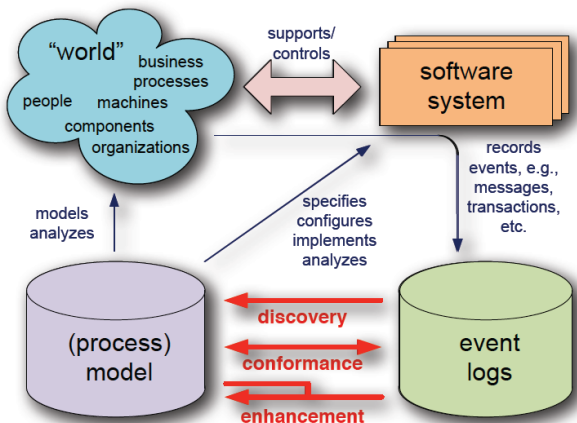 “world”
business
processes
people
machines
components
organizations
supports/
controls
software
system
models
analyzes
specifies
configures
implements
analyzes
records
events, e.g.,
messages,
transactions,
etc.
(process)
model
discovery
conformance
enhancement
event
logs